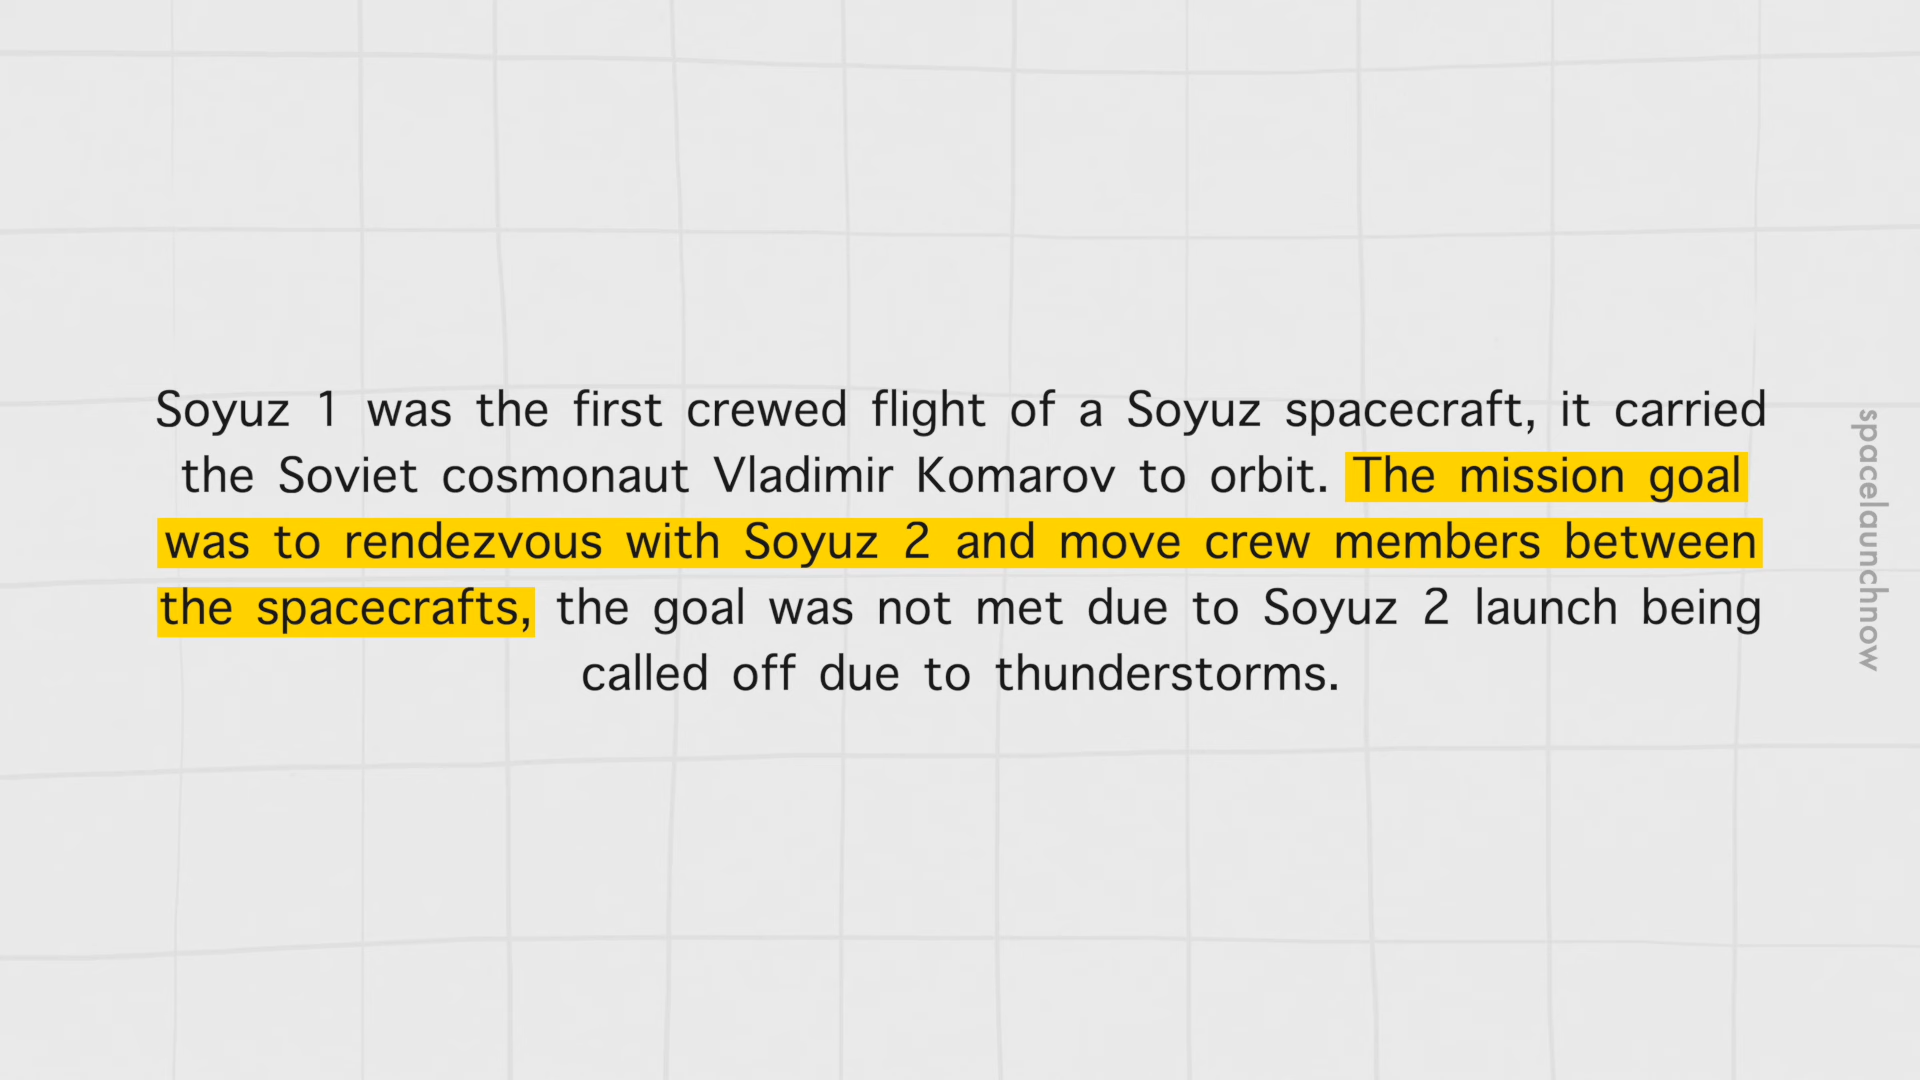 Soyuz 1 was the first crewed flight of a Soyuz spacecraft, it carried
the Soviet cosmonaut Vladimir Komarov to orbit. The mission goal
was to rendezvous with Soyuz 2 and move crew members between
the spacecrafts, the goal was not met due to Soyuz 2 launch being
called off due to thunderstorms.
spacelaunchnow